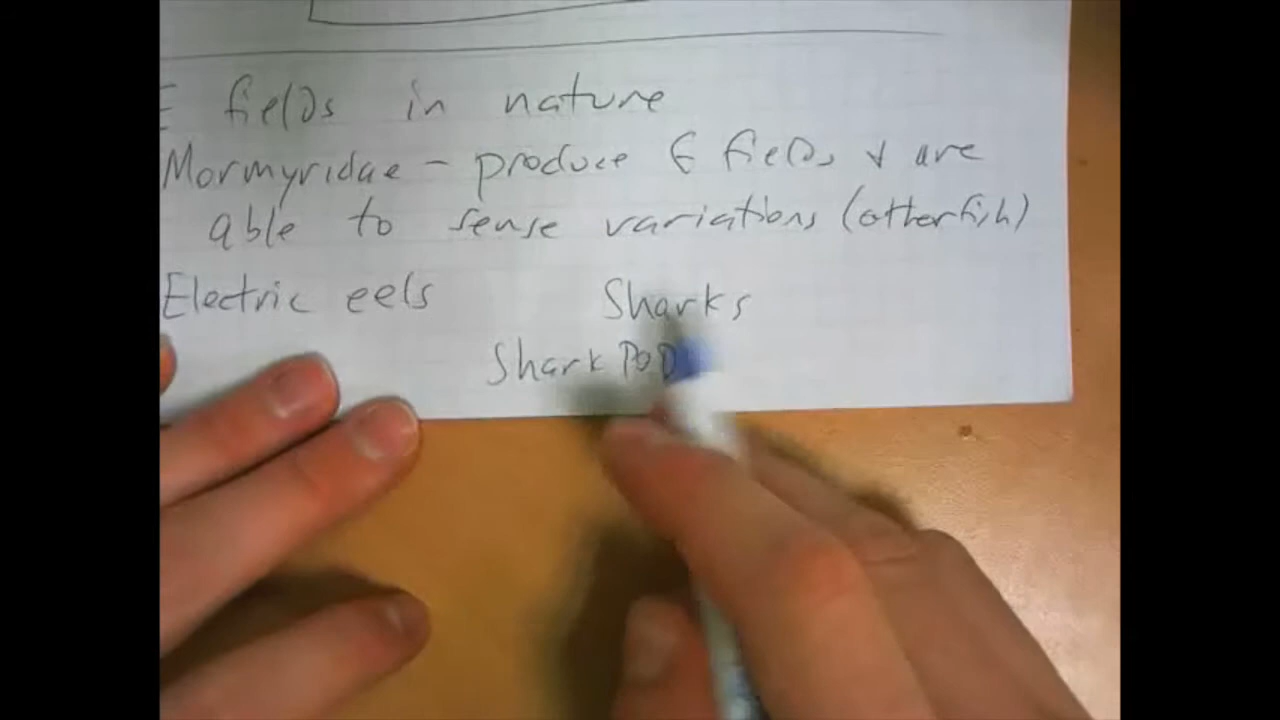 E fields in nature
Mormyridae - produce E fields & are
able to sense variations (other fish)
Electric eels Sharks
Shark POD